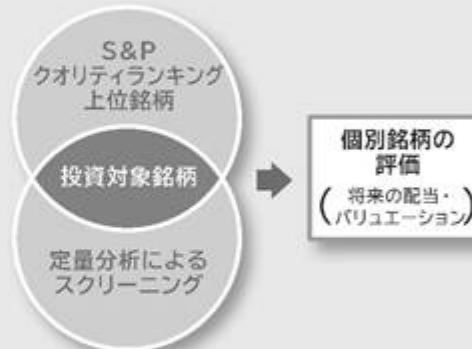 S&P
クオリティランキング
上位銘柄
投資対象銘柄
定量分析による
スクリーニング
個別銘柄の
評価
(将来の配当・
バリュエーション)